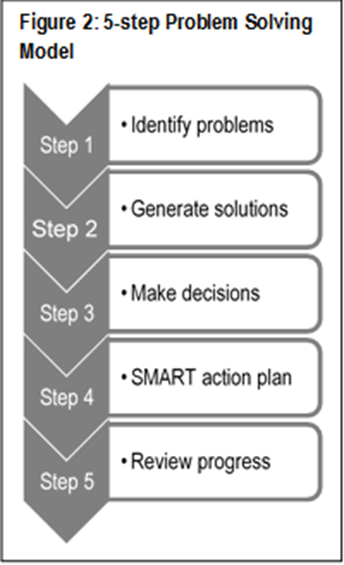 Figure 2: 5-step Problem Solving
Model
Step 1
• Identify problems
Step 2
• Generate solutions
Step 3
• Make decisions
Step 4
• SMART action plan
Step 5
• Review progress